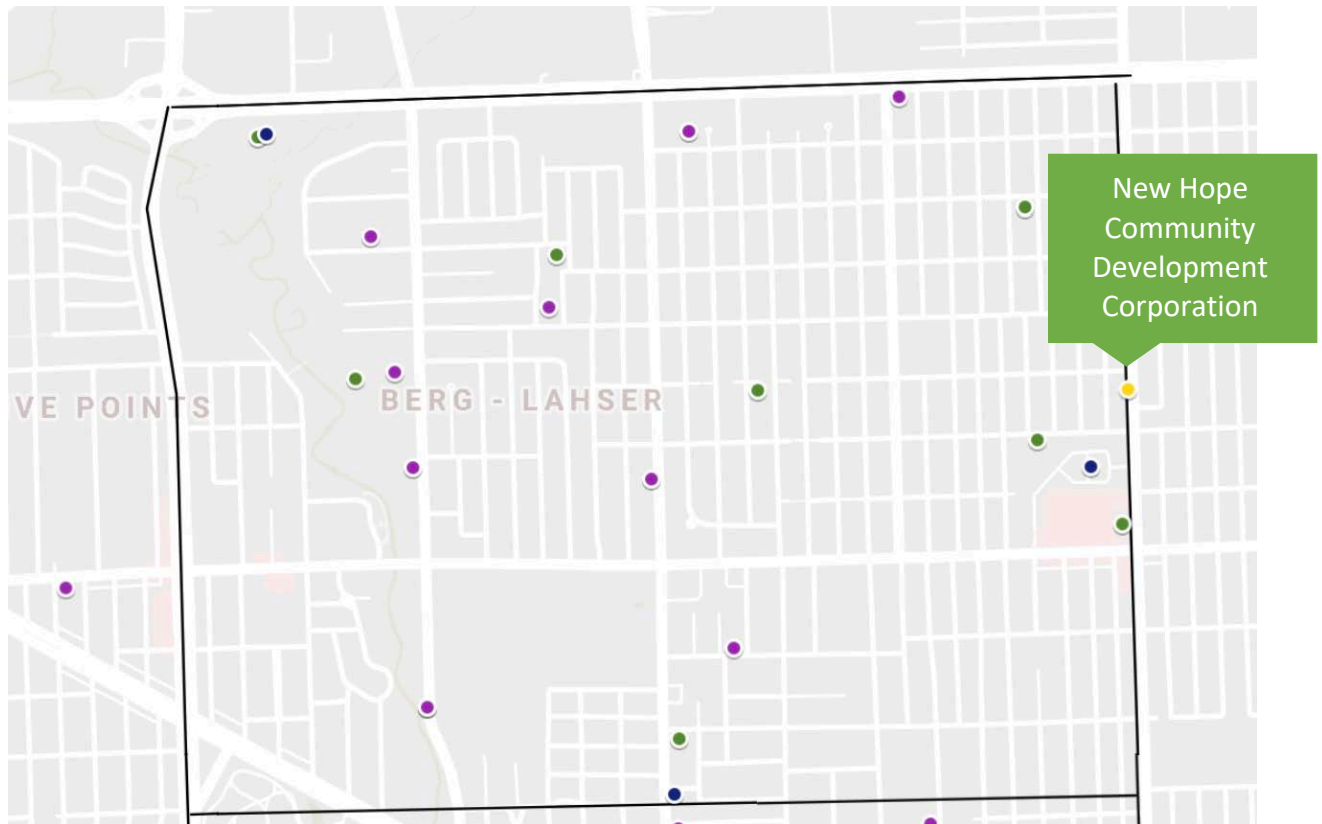 New Hope
Community
Development
Corporation
VE POINTS
BERG - LAHSER